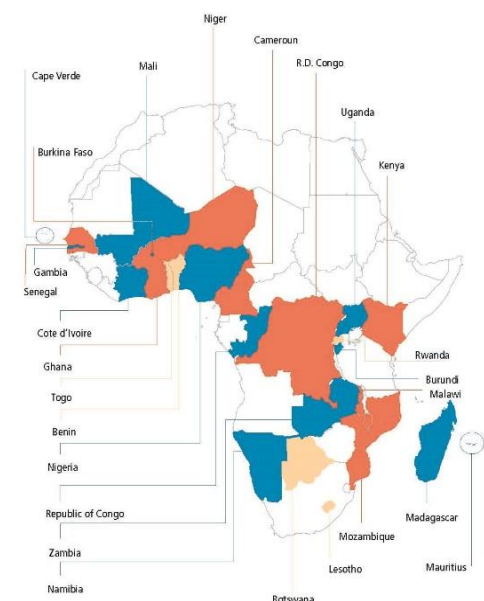 Niger
Cameroun
R.D. Congo
Mali
Cape Verde
Uganda
Burkina Faso
Kenya
Gambia
Senegal
Cote d'Ivoire
Ghana
Togo
Benin
Nigeria
Republic of Congo
Zambia
Namibia
Rwanda
Burundi
Malawi
Madagascar
Mozambique
Lesotho
Mauritius
Botswana